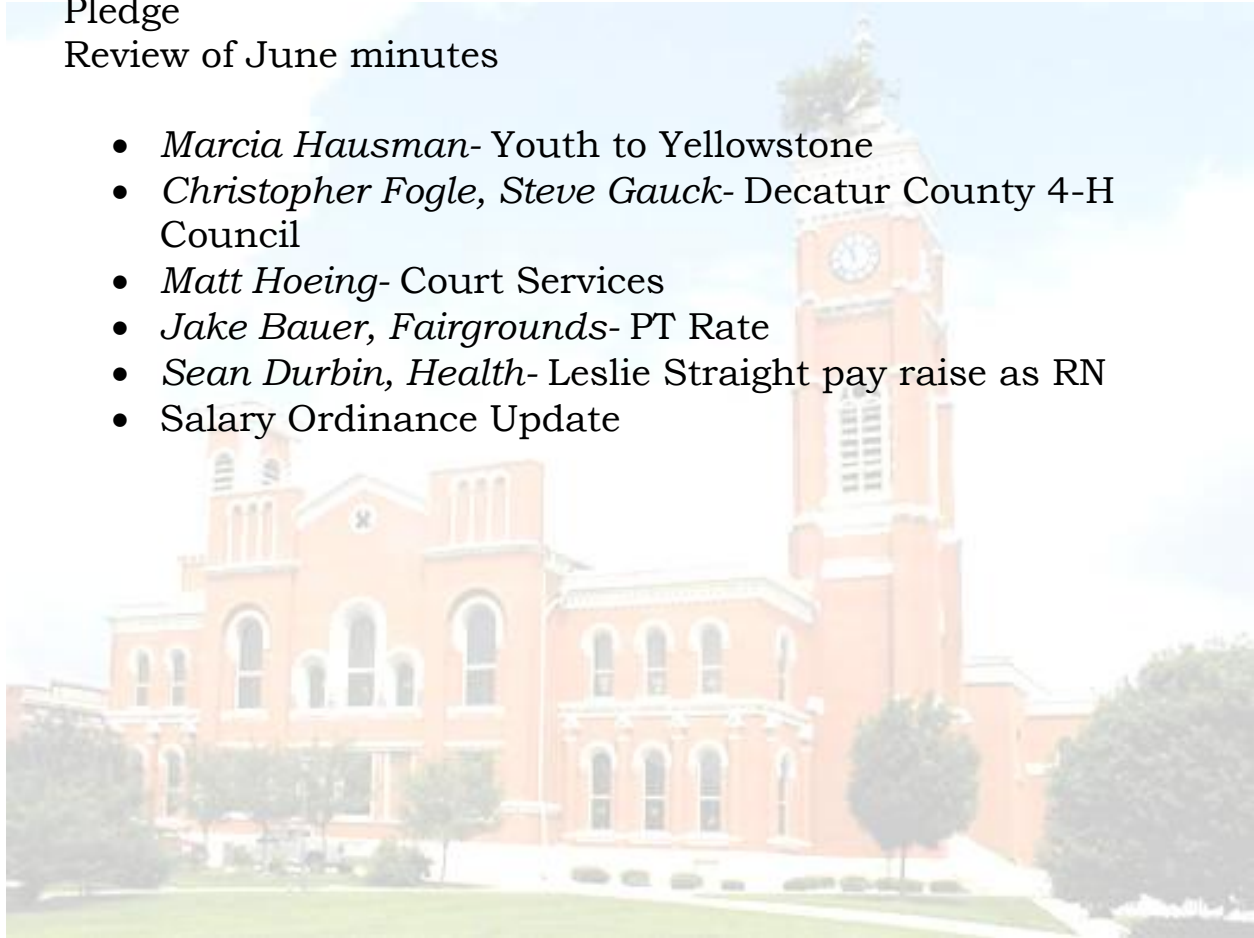 Pledge
Review of June minutes
• Marcia Hausman- Youth to Yellowstone
• Christopher Fogle, Steve Gauck- Decatur County 4-H
Council
• Matt Hoeing- Court Services
• Jake Bauer, Fairgrounds- PT Rate
• Sean Durbin, Health- Leslie Straight pay raise as RN
• Salary Ordinance Update